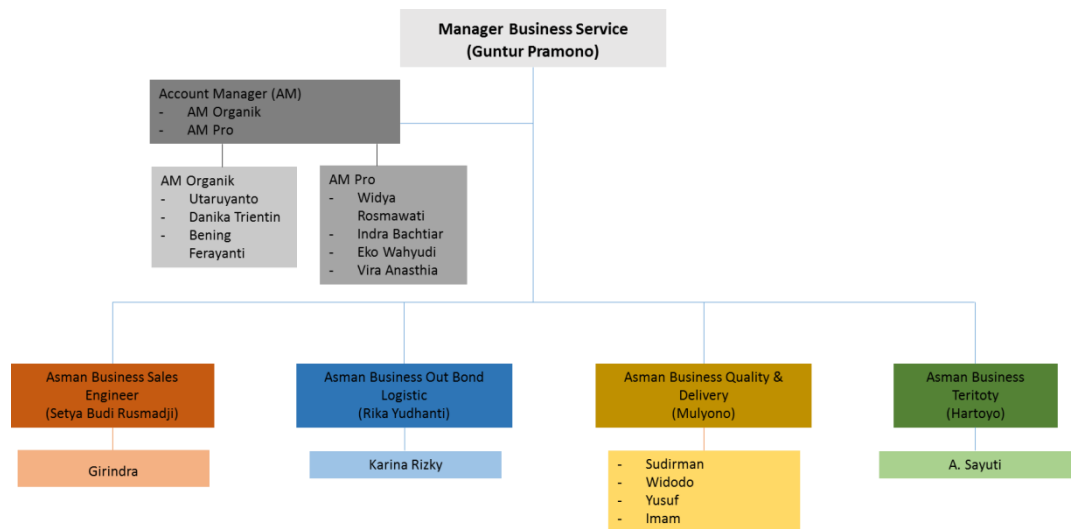 Manager Business Service
(Guntur Pramono)
Account Manager (AM)
- AM Organik
- AM Pro
AM Organik
- Utaruyanto
- Danika Trientin
- Bening
Ferayanti
AM Pro
- Widya
Rosmawati
- Indra Bachtiar
- Eko Wahyudi
- Vira Anasthia
Asman Business Sales
Engineer
(Setya Budi Rusmadji)
Girindra
Asman Business Out Bond
Logistic
(Rika Yudhanti)
Karina Rizky
Asman Business Quality &
Delivery
(Mulyono)
- Sudirman
- Widodo
- Yusuf
- Imam
Asman Business
Teritoty
(Hartoyo)
A. Sayuti